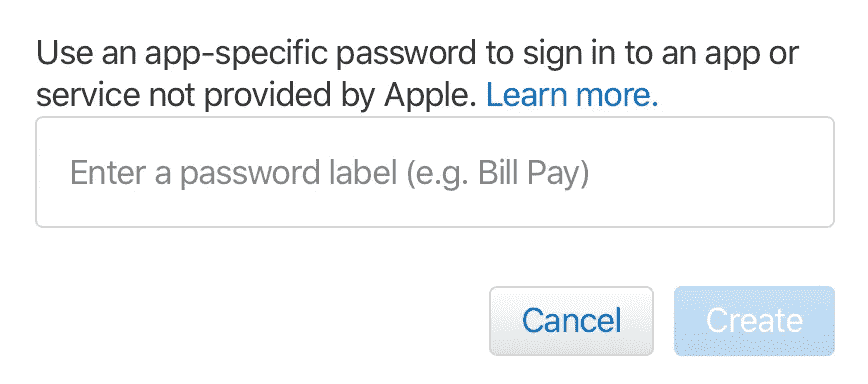 Use an app-specific password to sign in to an app or
service not provided by Apple. Learn more.
Enter a password label (e.g. Bill Pay)
Cancel
Create